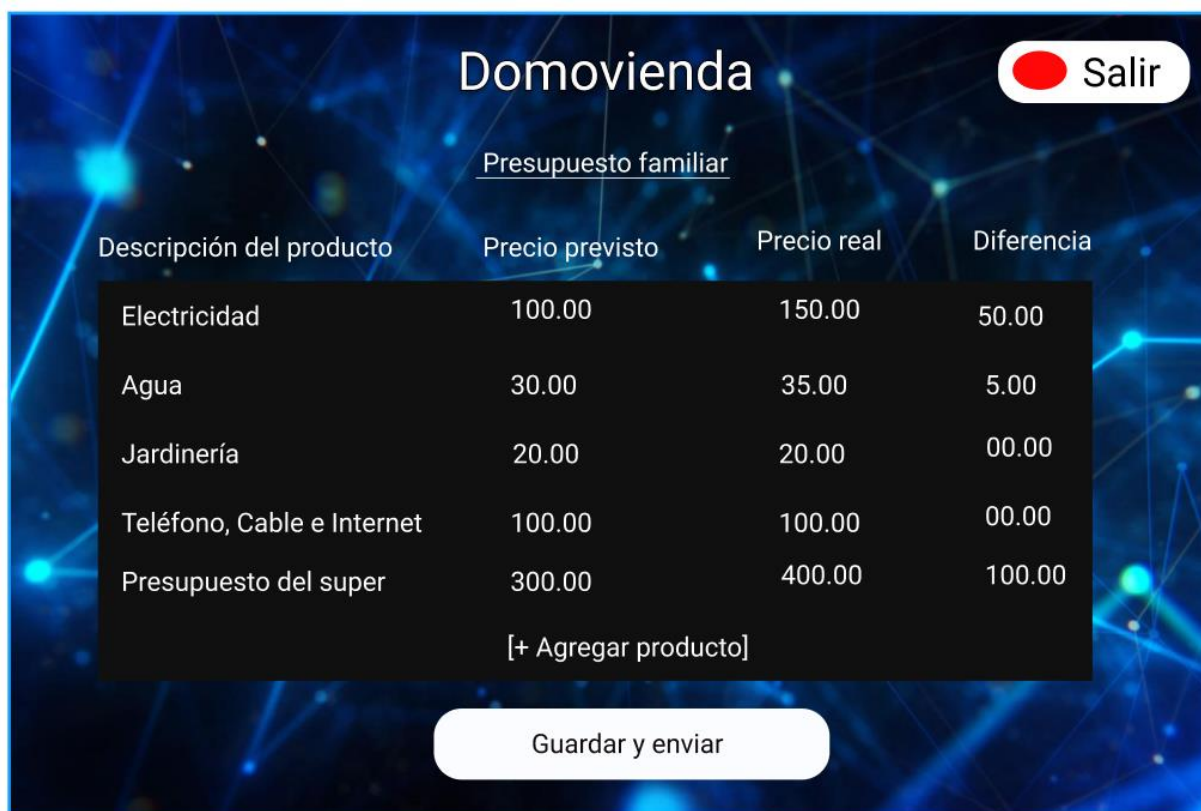 Domovienda
Salir
Presupuesto familiar
Descripción del producto Precio previsto Precio real Diferencia
Electricidad 100.00 150.00 50.00
Agua 30.00 35.00 5.00
Jardinería 20.00 20.00 00.00
Teléfono, Cable e Internet 100.00 100.00 00.00
Presupuesto del super 300.00 400.00 100.00
[+ Agregar producto]
Guardar y enviar